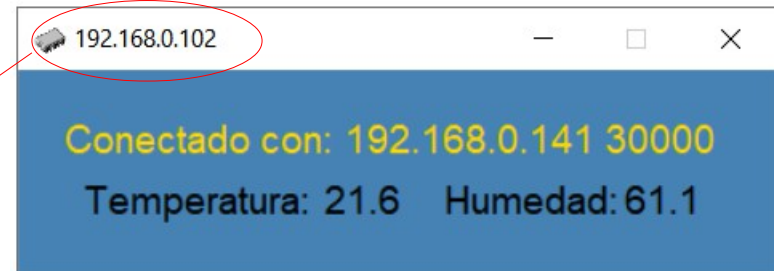 192.168.0.102
Conectado con: 192.168.0.141 30000
Temperatura: 21.6 Humedad: 61.1